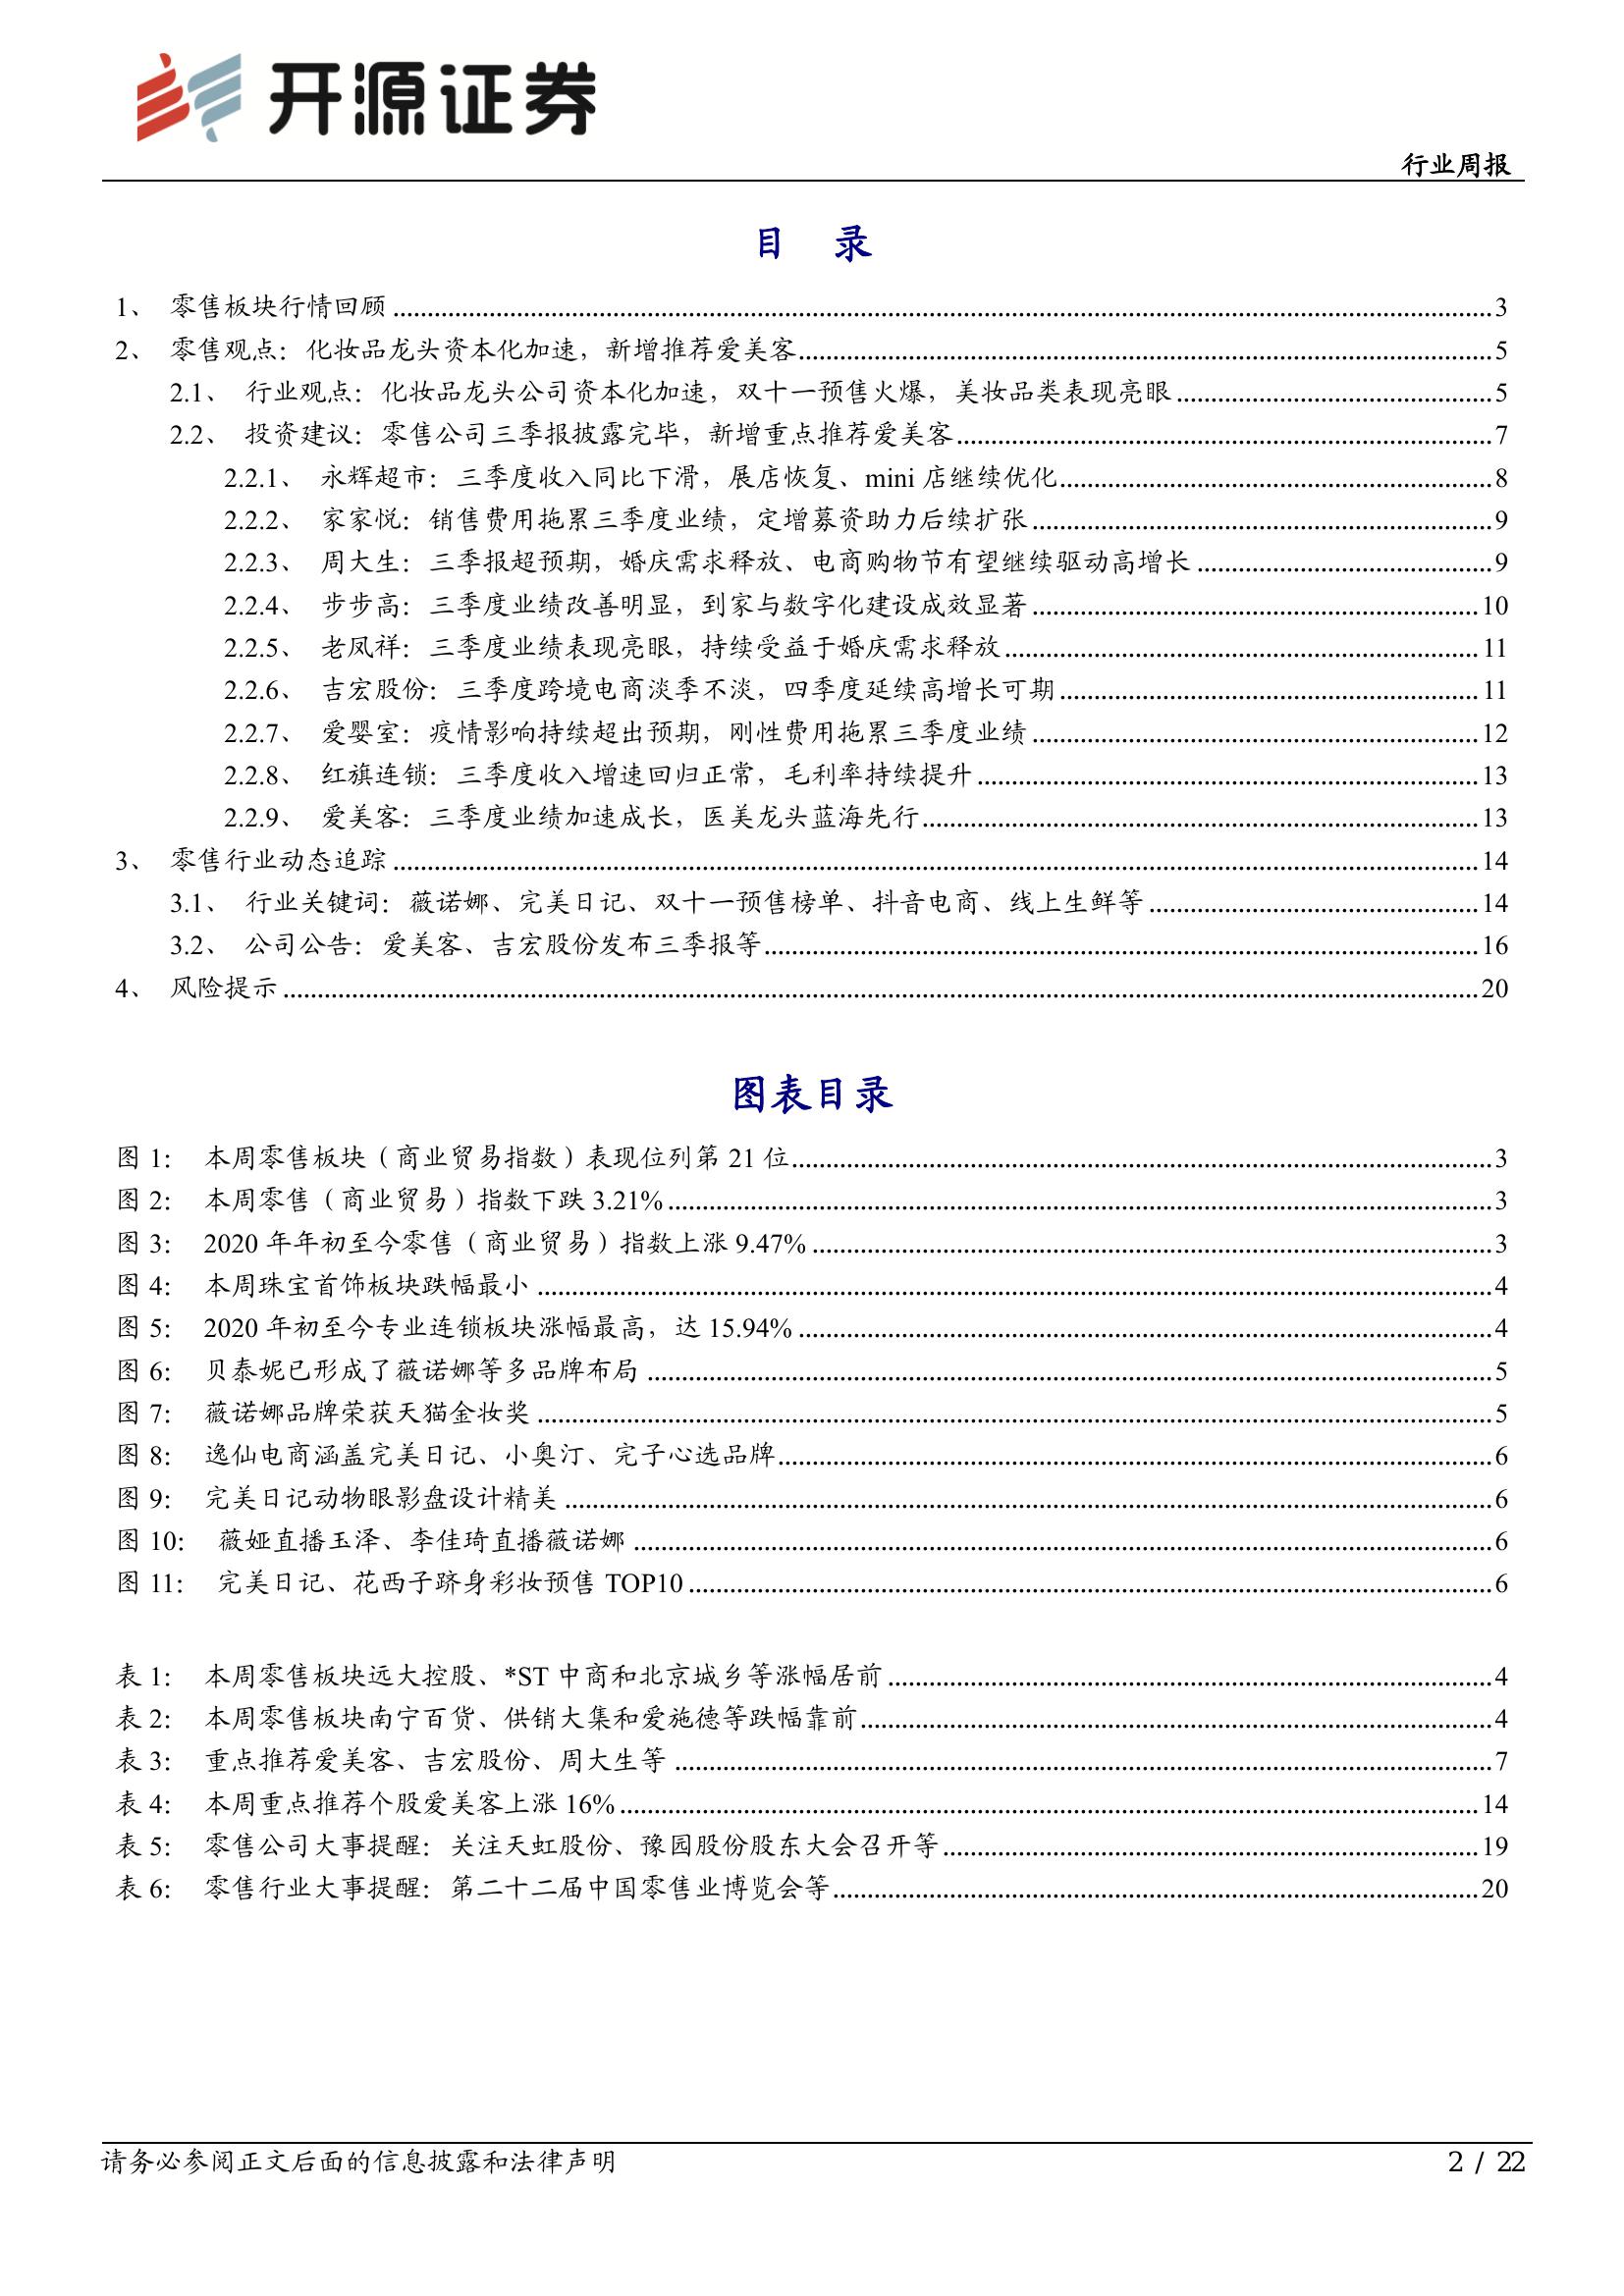 开源证券
行业周报
目 录
1、 零售板块行情回顾 ........ 3
2、 零售观点：化妆品龙头资本化加速，新增推荐爱美客 ........ 5
2.1、 行业观点：化妆品龙头公司资本化加速，双十一预售火爆，美妆品类表现亮眼 ........ 5
2.2、 投资建议：零售公司三季报披露完毕，新增重点推荐爱美客 ........ 7
2.2.1、 永辉超市：三季度收入同比下滑，展店恢复、mini 店继续优化 ........ 8
2.2.2、 家家悦：销售费用拖累三季度业绩，定增募资助力后续扩张 ........ 9
2.2.3、 周大生：三季报超预期，婚庆需求释放、电商购物节有望继续驱动高增长 ........ 9
2.2.4、 步步高：三季度业绩改善明显，到家与数字化建设成效显著 ........ 10
2.2.5、 老凤祥：三季度业绩表现亮眼，持续受益于婚庆需求释放 ........ 11
2.2.6、 吉宏股份：三季度跨境电商淡季不淡，四季度延续高增长可期 ........ 11
2.2.7、 爱婴室：疫情影响持续超出预期，刚性费用拖累三季度业绩 ........ 12
2.2.8、 红旗连锁：三季度收入增速回归正常，毛利率持续提升 ........ 13
2.2.9、 爱美客：三季度业绩加速成长，医美龙头蓝海先行 ........ 13
3、 零售行业动态追踪 ........ 14
3.1、 行业关键词：薇诺娜、完美日记、双十一预售榜单、抖音电商、线上生鲜等 ........ 14
3.2、 公司公告：爱美客、吉宏股份发布三季报等 ........ 16
4、 风险提示 ........ 20
图表目录
图 1： 本周零售板块（商业贸易指数）表现位列第 21 位 ........ 3
图 2： 本周零售（商业贸易）指数下跌 3.21% ........ 3
图 3： 2020 年年初至今零售（商业贸易）指数上涨 9.47% ........ 3
图 4： 本周珠宝首饰板块跌幅最小 ........ 4
图 5： 2020 年初至今专业连锁板块涨幅最高，达 15.94% ........ 4
图 6： 贝泰妮已形成了薇诺娜等多品牌布局 ........ 5
图 7： 薇诺娜品牌荣获天猫金妆奖 ........ 5
图 8： 逸仙电商涵盖完美日记、小奥汀、完子心选品牌 ........ 6
图 9： 完美日记动物眼影盘设计精美 ........ 6
图 10： 薇娅直播玉泽、李佳琦直播薇诺娜 ........ 6
图 11： 完美日记、花西子跻身彩妆预售 TOP10 ........ 6
表 1： 本周零售板块远大控股、*ST 中商和北京城乡等涨幅居前 ........ 4
表 2： 本周零售板块南宁百货、供销大集和爱施德等跌幅靠前 ........ 4
表 3： 重点推荐爱美客、吉宏股份、周大生等 ........ 7
表 4： 本周重点推荐个股爱美客上涨 16% ........ 14
表 5： 零售公司大事提醒：关注天虹股份、豫园股份股东大会召开等 ........ 19
表 6： 零售行业大事提醒：第二十二届中国零售业博览会等 ........ 20
请务必参阅正文后面的信息披露和法律声明
2 / 22